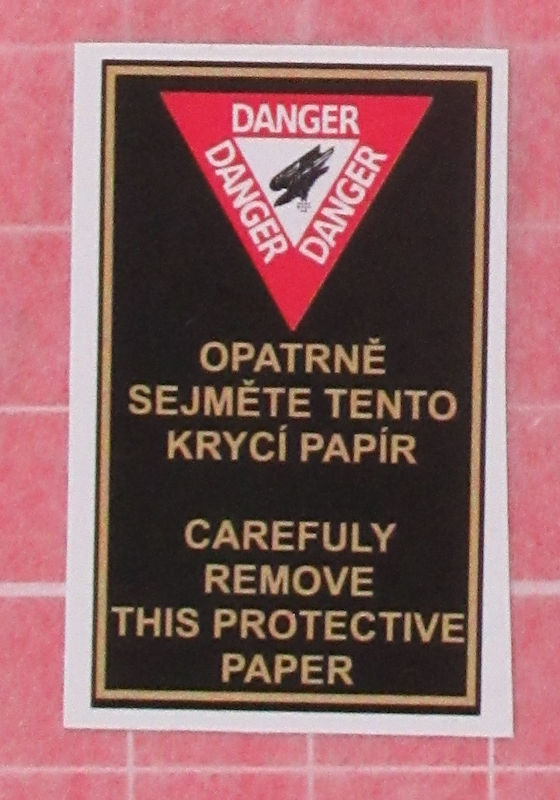 DANGER
DANGER
DANGER
OPATRNĚ
SEJMĚTE TENTO
KRYCÍ PAPÍR
CAREFULY
REMOVE
THIS PROTECTIVE
PAPER